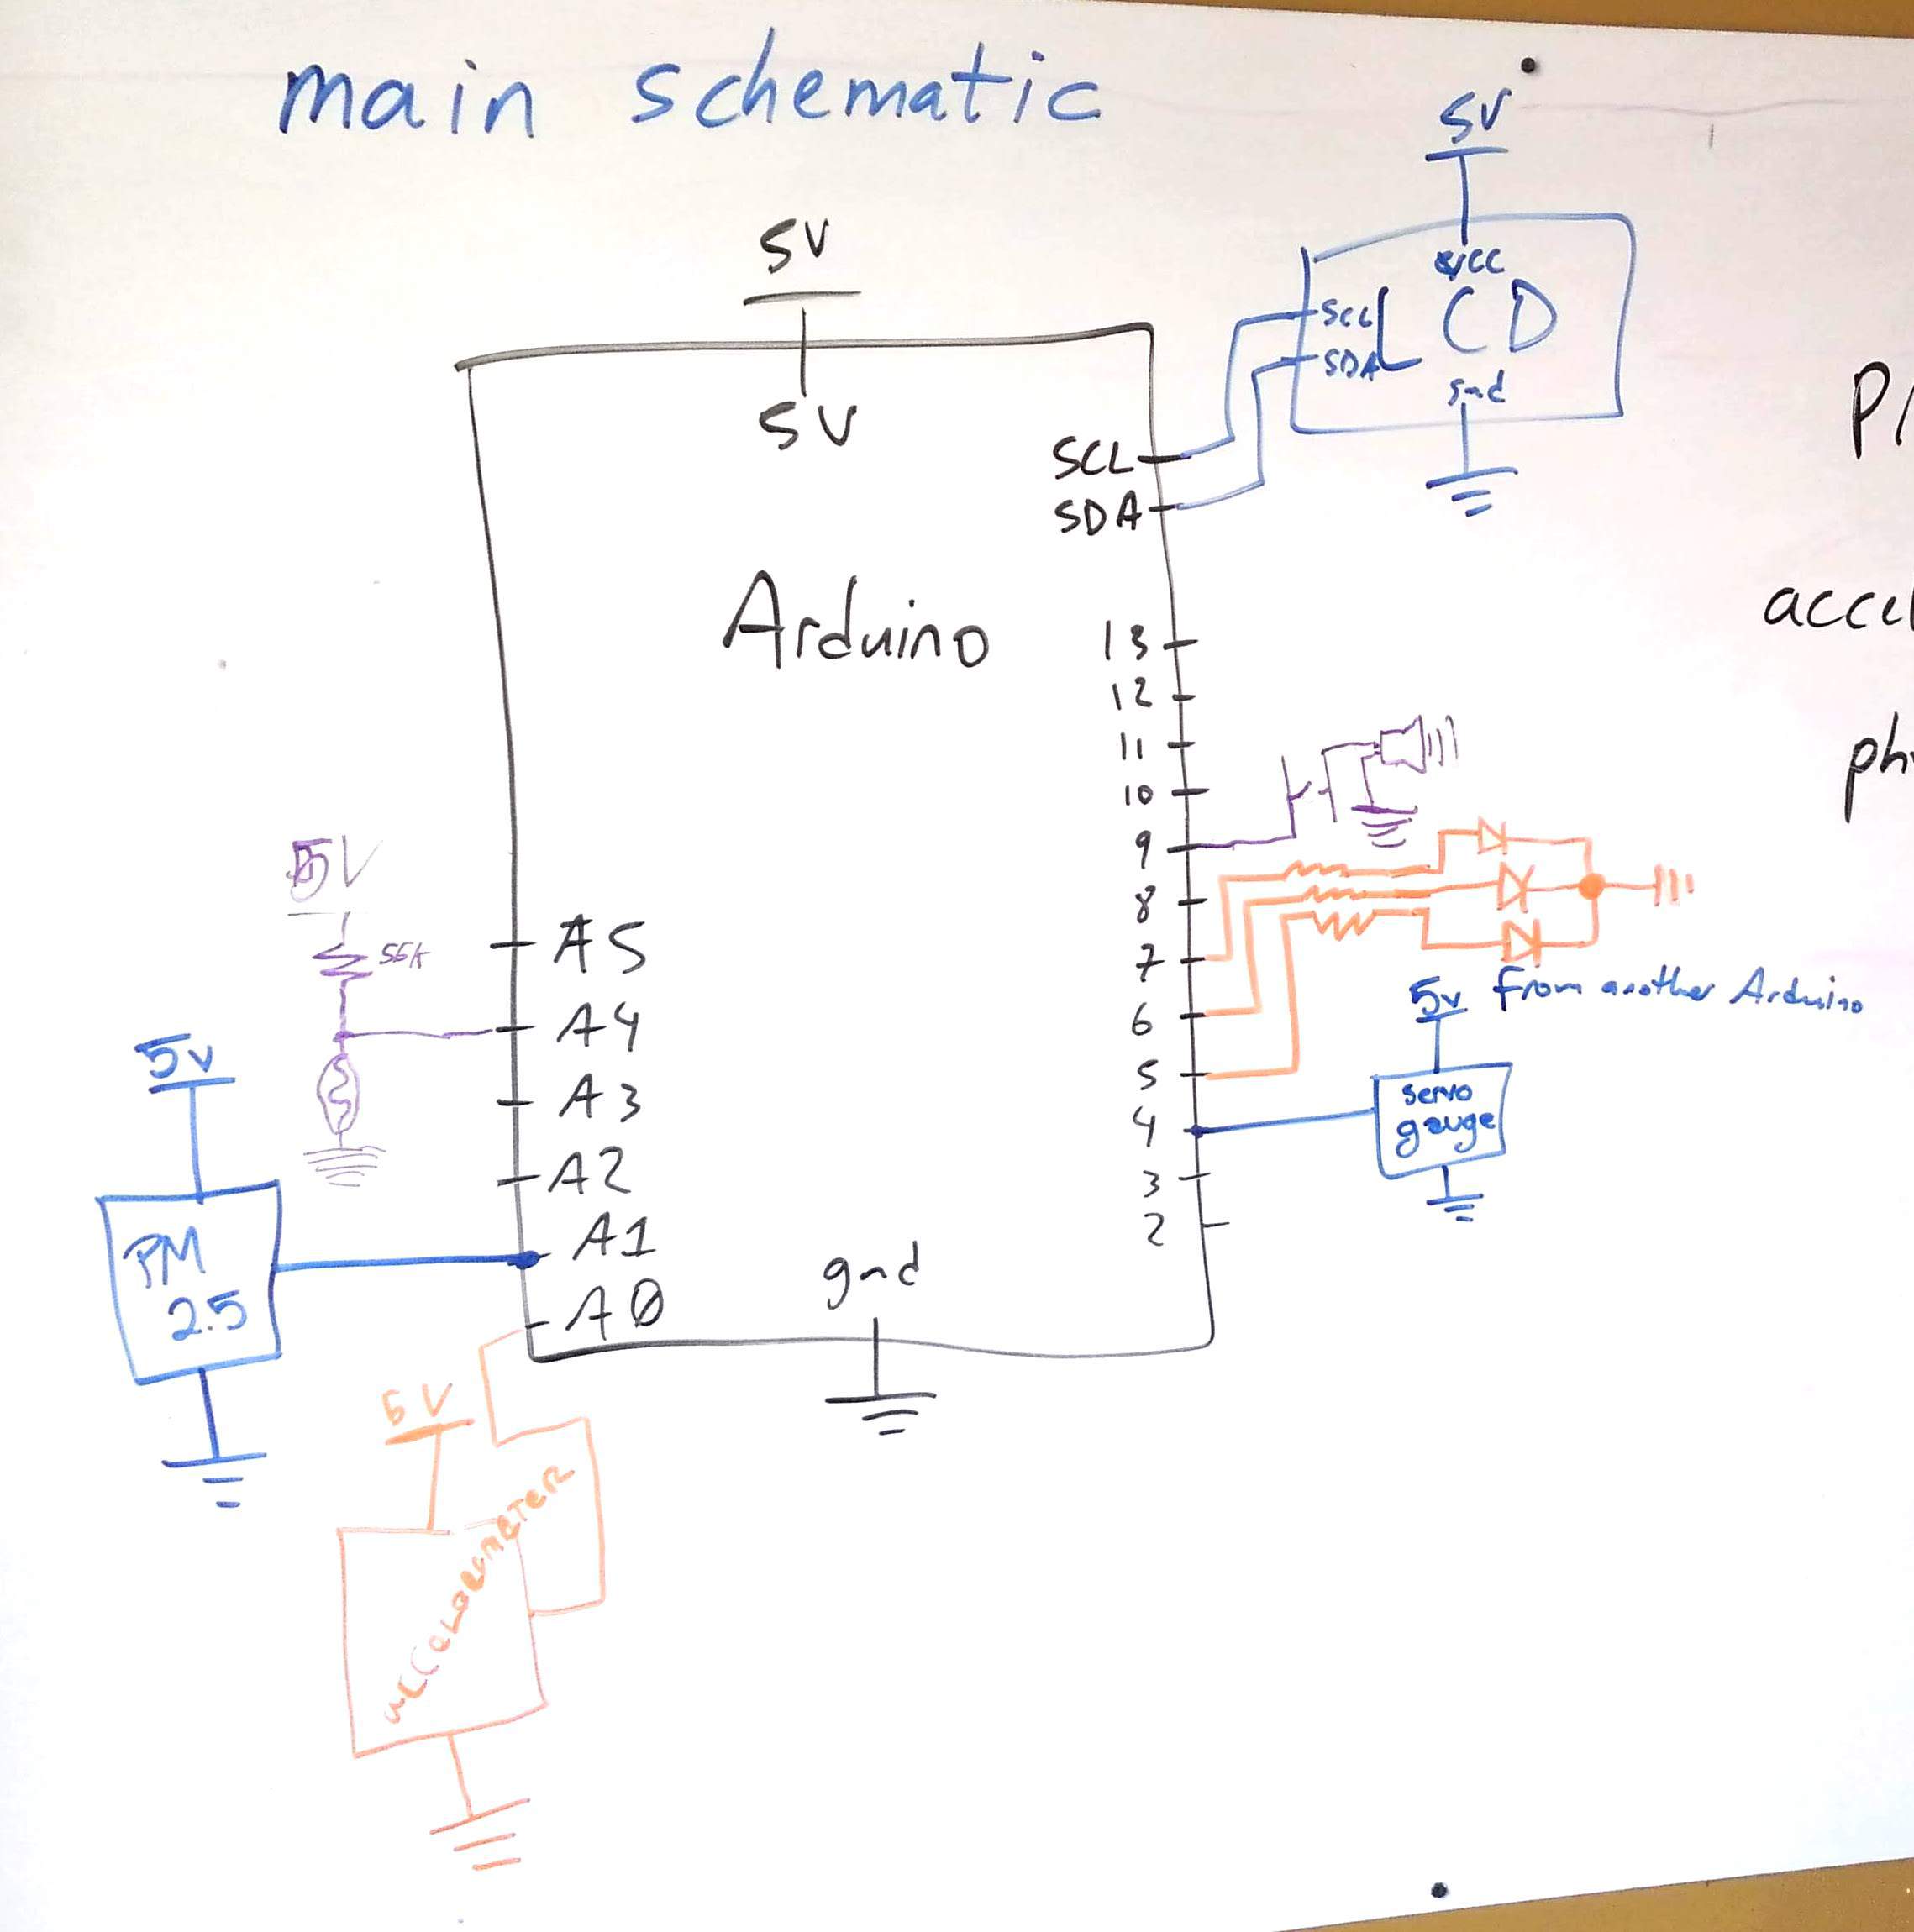 main schematic
5V
vcc
SCL
SDA
LCD
gnd
5V
5V
SCL
SDA
Arduino
13
12
11
10
9
8
7
6
5
4
3
2
5V
56k
A5
A4
A3
A2
A1
A0
gnd
5v
PM
2.5
5V
ACCELEROMETER
5v from another Arduino
servo
gauge
accel